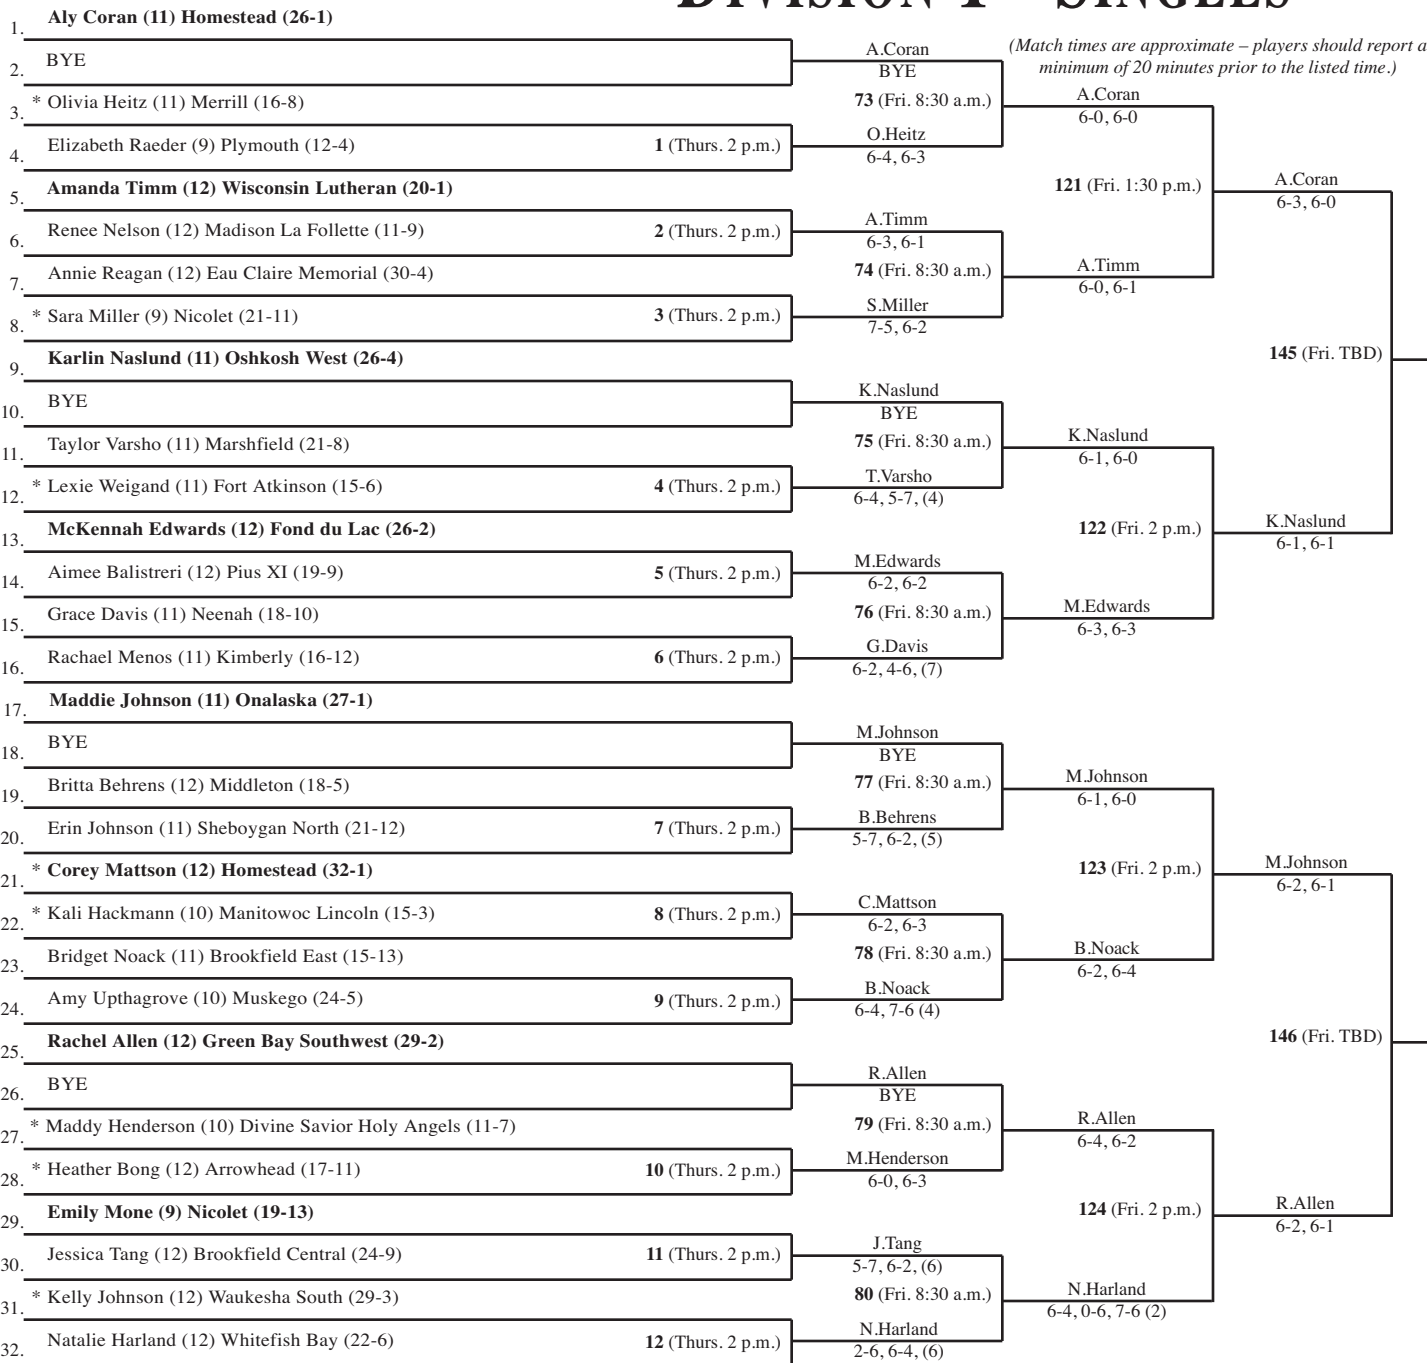 DIVISION 1 - SINGLES
(Match times are approximate – players should report a
minimum of 20 minutes prior to the listed time.)
1. Aly Coran (11) Homestead (26-1)
2. BYE
3. * Olivia Heitz (11) Merrill (16-8)
4. Elizabeth Raeder (9) Plymouth (12-4) 1 (Thurs. 2 p.m.)
5. Amanda Timm (12) Wisconsin Lutheran (20-1)
6. Renee Nelson (12) Madison La Follette (11-9) 2 (Thurs. 2 p.m.)
7. Annie Reagan (12) Eau Claire Memorial (30-4)
8. * Sara Miller (9) Nicolet (21-11) 3 (Thurs. 2 p.m.)
9. Karlin Naslund (11) Oshkosh West (26-4)
10. BYE
11. Taylor Varsho (11) Marshfield (21-8)
12. * Lexie Weigand (11) Fort Atkinson (15-6) 4 (Thurs. 2 p.m.)
13. McKennah Edwards (12) Fond du Lac (26-2)
14. Aimee Balistreri (12) Pius XI (19-9) 5 (Thurs. 2 p.m.)
15. Grace Davis (11) Neenah (18-10)
16. Rachael Menos (11) Kimberly (16-12) 6 (Thurs. 2 p.m.)
17. Maddie Johnson (11) Onalaska (27-1)
18. BYE
19. Britta Behrens (12) Middleton (18-5)
20. Erin Johnson (11) Sheboygan North (21-12) 7 (Thurs. 2 p.m.)
21. * Corey Mattson (12) Homestead (32-1)
22. * Kali Hackmann (10) Manitowoc Lincoln (15-3) 8 (Thurs. 2 p.m.)
23. Bridget Noack (11) Brookfield East (15-13)
24. Amy Upthagrove (10) Muskego (24-5) 9 (Thurs. 2 p.m.)
25. Rachel Allen (12) Green Bay Southwest (29-2)
26. BYE
27. * Maddy Henderson (10) Divine Savior Holy Angels (11-7)
28. * Heather Bong (12) Arrowhead (17-11) 10 (Thurs. 2 p.m.)
29. Emily Mone (9) Nicolet (19-13)
30. Jessica Tang (12) Brookfield Central (24-9) 11 (Thurs. 2 p.m.)
31. * Kelly Johnson (12) Waukesha South (29-3)
32. Natalie Harland (12) Whitefish Bay (22-6) 12 (Thurs. 2 p.m.)
A.Coran
BYE
73 (Fri. 8:30 a.m.)
O.Heitz
6-4, 6-3
A.Timm
6-3, 6-1
74 (Fri. 8:30 a.m.)
S.Miller
7-5, 6-2
K.Naslund
BYE
75 (Fri. 8:30 a.m.)
T.Varsho
6-4, 5-7, (4)
M.Edwards
6-2, 6-2
76 (Fri. 8:30 a.m.)
G.Davis
6-2, 4-6, (7)
M.Johnson
BYE
77 (Fri. 8:30 a.m.)
B.Behrens
5-7, 6-2, (5)
C.Mattson
6-2, 6-3
78 (Fri. 8:30 a.m.)
B.Noack
6-4, 7-6 (4)
R.Allen
BYE
79 (Fri. 8:30 a.m.)
M.Henderson
6-0, 6-3
J.Tang
5-7, 6-2, (6)
80 (Fri. 8:30 a.m.)
N.Harland
2-6, 6-4, (6)
A.Coran
6-0, 6-0
121 (Fri. 1:30 p.m.)
A.Timm
6-0, 6-1
K.Naslund
6-1, 6-0
122 (Fri. 2 p.m.)
M.Edwards
6-3, 6-3
M.Johnson
6-1, 6-0
123 (Fri. 2 p.m.)
B.Noack
6-2, 6-4
R.Allen
6-4, 6-2
124 (Fri. 2 p.m.)
N.Harland
6-4, 0-6, 7-6 (2)
A.Coran
6-3, 6-0
145 (Fri. TBD)
K.Naslund
6-1, 6-1
M.Johnson
6-2, 6-1
146 (Fri. TBD)
R.Allen
6-2, 6-1